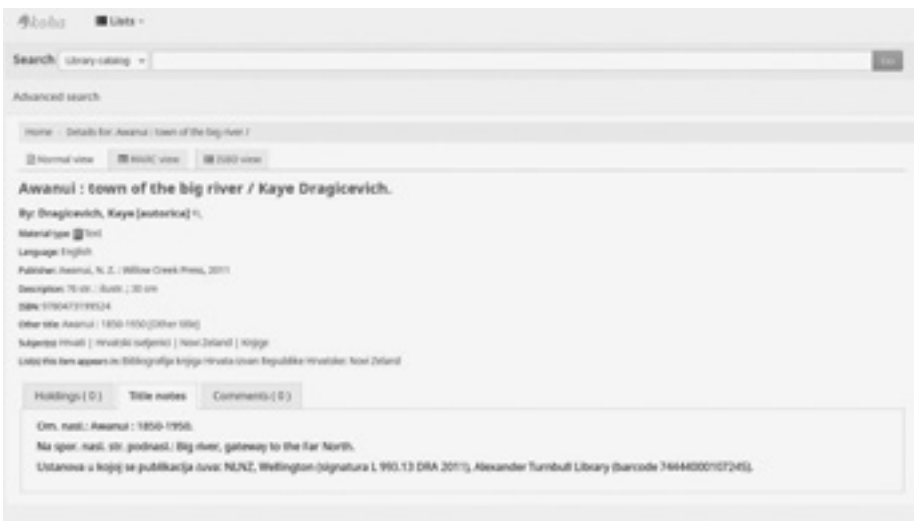 koha Lists
Search Library catalog Go
Advanced search
Home Details for: Awanui : town of the big river /
Normal view MARC view ISBD view
Awanui : town of the big river / Kaye Dragicevich.
By: Dragicevich, Kaye [autorica]
Material type: Text
Language: English
Publisher: Awanui, N. Z. : Willow Creek Press, 2011
Description: 76 str. : ilustr. ; 30 cm
ISBN: 9780473199524
Other title: Awanui : 1850-1950 [Other title]
Subject(s): Hrvati | Hrvatski iseljenici | Novi Zeland | Knjige
List(s) this item appears in: Bibliografija knjiga Hrvata izvan Republike Hrvatske: Novi Zeland
Holdings ( 0 ) Title notes Comments ( 0 )
Om. nasl.: Awanui : 1850-1950.
Na spor. nasl. str. podnasl.: Big river, gateway to the Far North.
Ustanova u kojoj se publikacija čuva: NLNZ, Wellington (signatura L 993.13 DRA 2011), Alexander Turnbull Library (barcode 74444000107245).